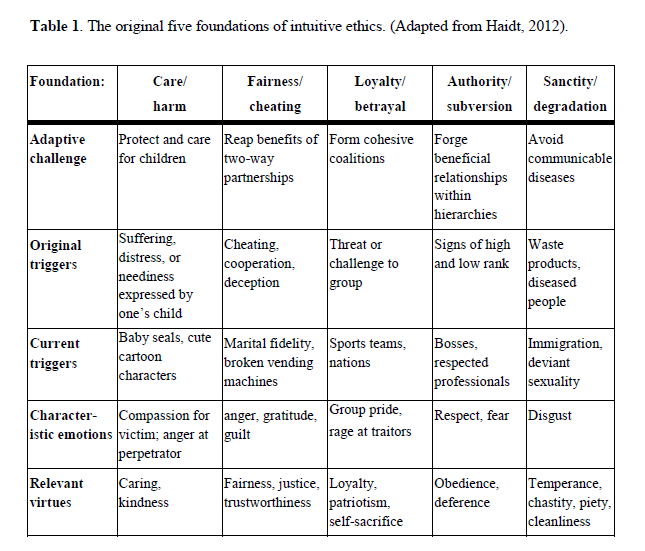 Table 1. The original five foundations of intuitive ethics. (Adapted from Haidt, 2012).
Foundation:
Care/
harm
Fairness/
cheating
Loyalty/
betrayal
Authority/
subversion
Sanctity/
degradation
Adaptive
challenge
Protect and care
for children
Reap benefits of
two-way
partnerships
Form cohesive
coalitions
Forge
beneficial
relationships
within
hierarchies
Avoid
communicable
diseases
Original
triggers
Suffering,
distress, or
neediness
expressed by
one's child
Cheating,
cooperation,
deception
Threat or
challenge to
group
Signs of high
and low rank
Waste
products,
diseased
people
Current
triggers
Baby seals, cute
cartoon
characters
Marital fidelity,
broken vending
machines
Sports teams,
nations
Bosses,
respected
professionals
Immigration,
deviant
sexuality
Character-
istic emotions
Compassion for
victim; anger at
perpetrator
anger, gratitude,
guilt
Group pride,
rage at traitors
Respect, fear
Disgust
Relevant
virtues
Caring,
kindness
Fairness, justice,
trustworthiness
Loyalty,
patriotism,
self-sacrifice
Obedience,
deference
Temperance,
chastity, piety,
cleanliness